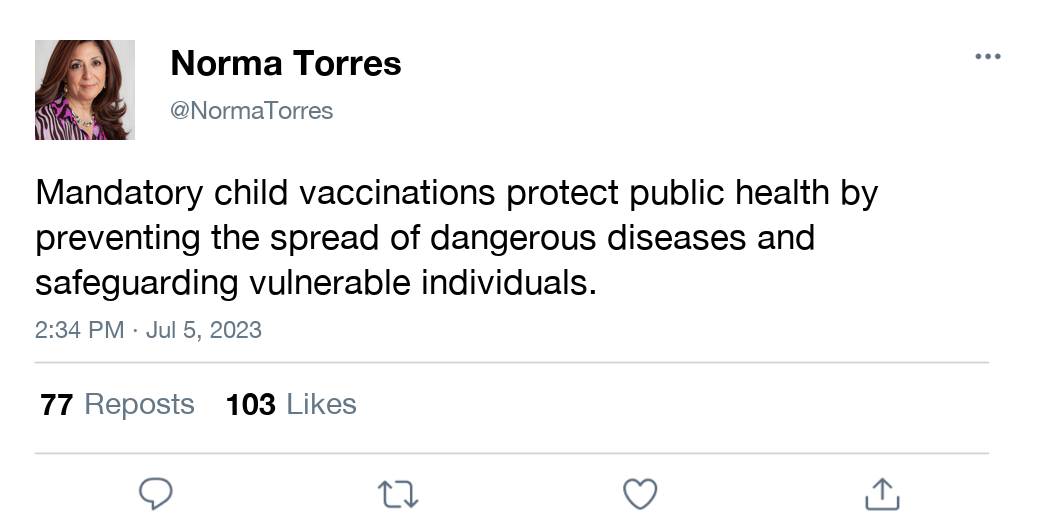 Norma Torres
@NormaTorres
Mandatory child vaccinations protect public health by
preventing the spread of dangerous diseases and
safeguarding vulnerable individuals.
2:34 PM · Jul 5, 2023
77 Reposts 103 Likes